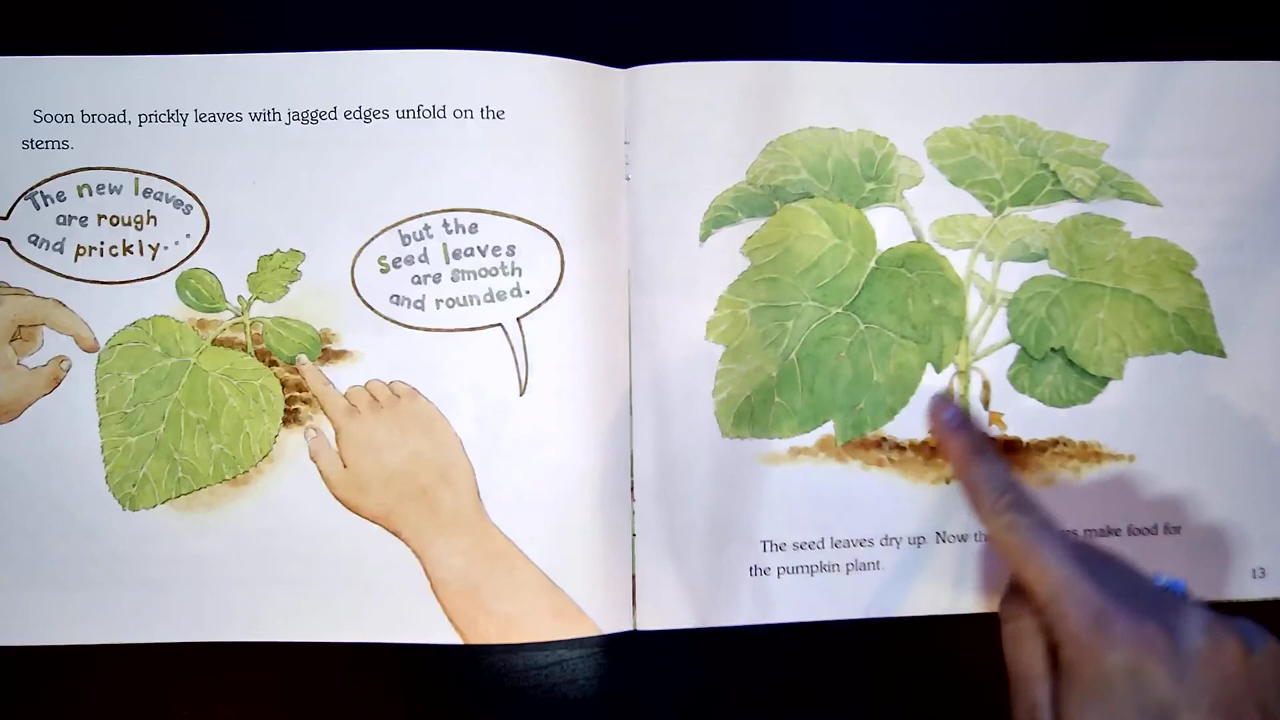 Soon broad, prickly leaves with jagged edges unfold on the
stems.
The new leaves
are rough
and prickly...
but the
Seed leaves
are smooth
and rounded.
The seed leaves dry up. Now make food for
the pumpkin plant.
13